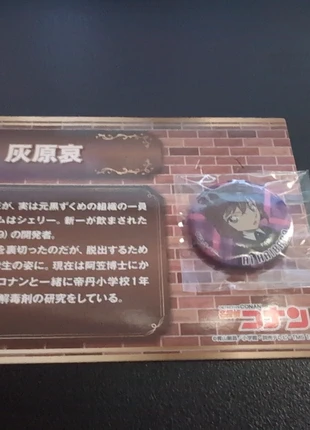 灰原哀
だが、実は元黒ずくめの組織の一員
ムはシェリー。新一が飲まされた
開発者。
を裏切ったのだが、脱出するため
生の姿に。現在は阿笠博士にか
コナンと一緒に帝丹小学校1年
解毒剤の研究をしている。
名探偵
コナン